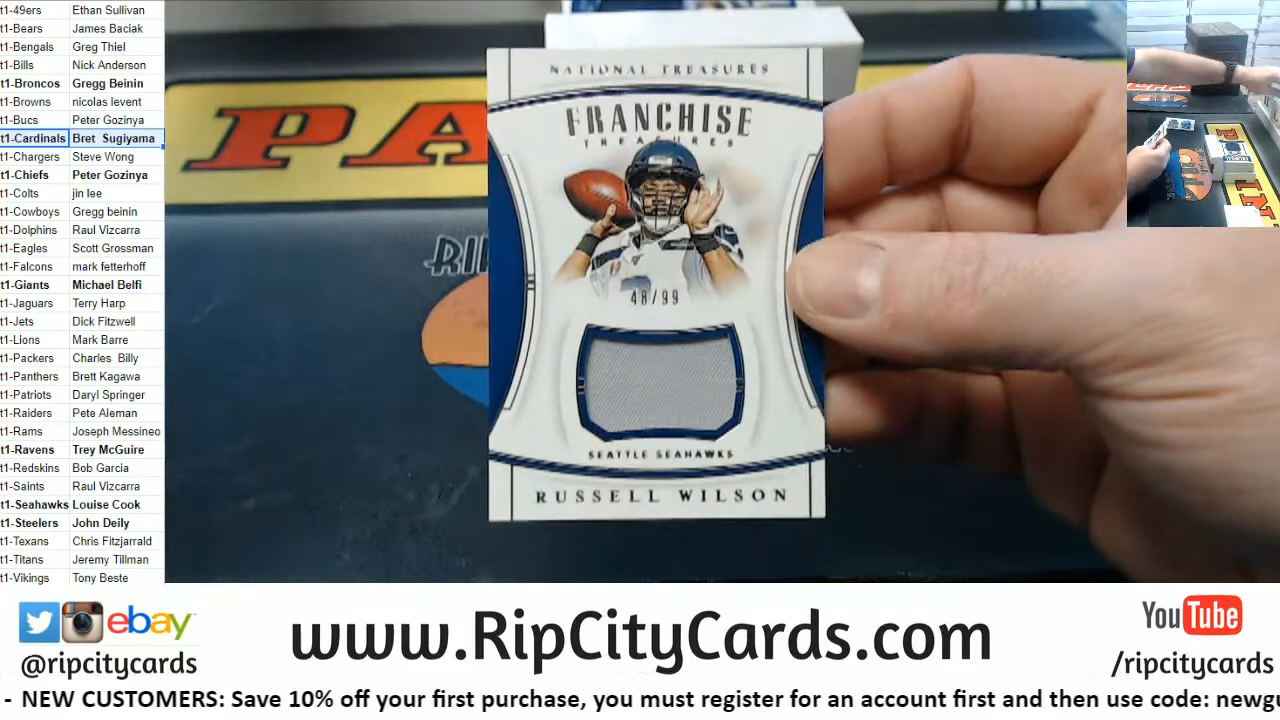 t1-49ers Ethan Sullivan
t1-Bears James Baciak
t1-Bengals Greg Thiel
t1-Bills Nick Anderson
t1-Broncos Gregg Beinin
t1-Browns nicolas levent
t1-Bucs Peter Gozinya
t1-Cardinals Bret Sugiyama
t1-Chargers Steve Wong
t1-Chiefs Peter Gozinya
t1-Colts jin lee
t1-Cowboys Gregg beinin
t1-Dolphins Raul Vizcarra
t1-Eagles Scott Grossman
t1-Falcons mark fetterhoff
t1-Giants Michael Belfi
t1-Jaguars Terry Harp
t1-Jets Dick Fitzwell
t1-Lions Mark Barre
t1-Packers Charles Billy
t1-Panthers Brett Kagawa
t1-Patriots Daryl Springer
t1-Raiders Pete Aleman
t1-Rams Joseph Messineo
t1-Ravens Trey McGuire
t1-Redskins Bob Garcia
t1-Saints Raul Vizcarra
t1-Seahawks Louise Cook
t1-Steelers John Deily
t1-Texans Chris Fitzjarrald
t1-Titans Jeremy Tillman
t1-Vikings Tony Beste
PA
RI
NATIONAL TREASURES
FRANCHISE
TREASURES
48/99
SEATTLE SEAHAWKS
RUSSELL WILSON
ebay
@ripcitycards
www.RipCityCards.com
YouTube
/ripcitycards
- NEW CUSTOMERS: Save 10% off your first purchase, you must register for an account first and then use code: newgu